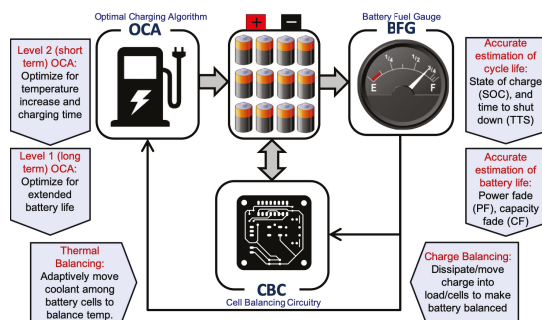 Optimal Charging Algorithm
OCA
+ −
Battery Fuel Gauge
BFG
Level 2 (short
term) OCA:
Optimize for
temperature
increase and
charging time
E 1/4 1/2 3/4 F
Accurate
estimation of
cycle life:
State of charge
(SOC), and
time to shut
down (TTS)
Level 1 (long
term) OCA:
Optimize for
extended
battery life
Accurate
estimation of
battery life:
Power fade
(PF), capacity
fade (CF)
Thermal
Balancing:
Adaptively move
coolant among
battery cells to
balance temp.
CBC
Cell Balancing Circuitry
Charge Balancing:
Dissipate/move
charge into
load/cells to make
battery balanced